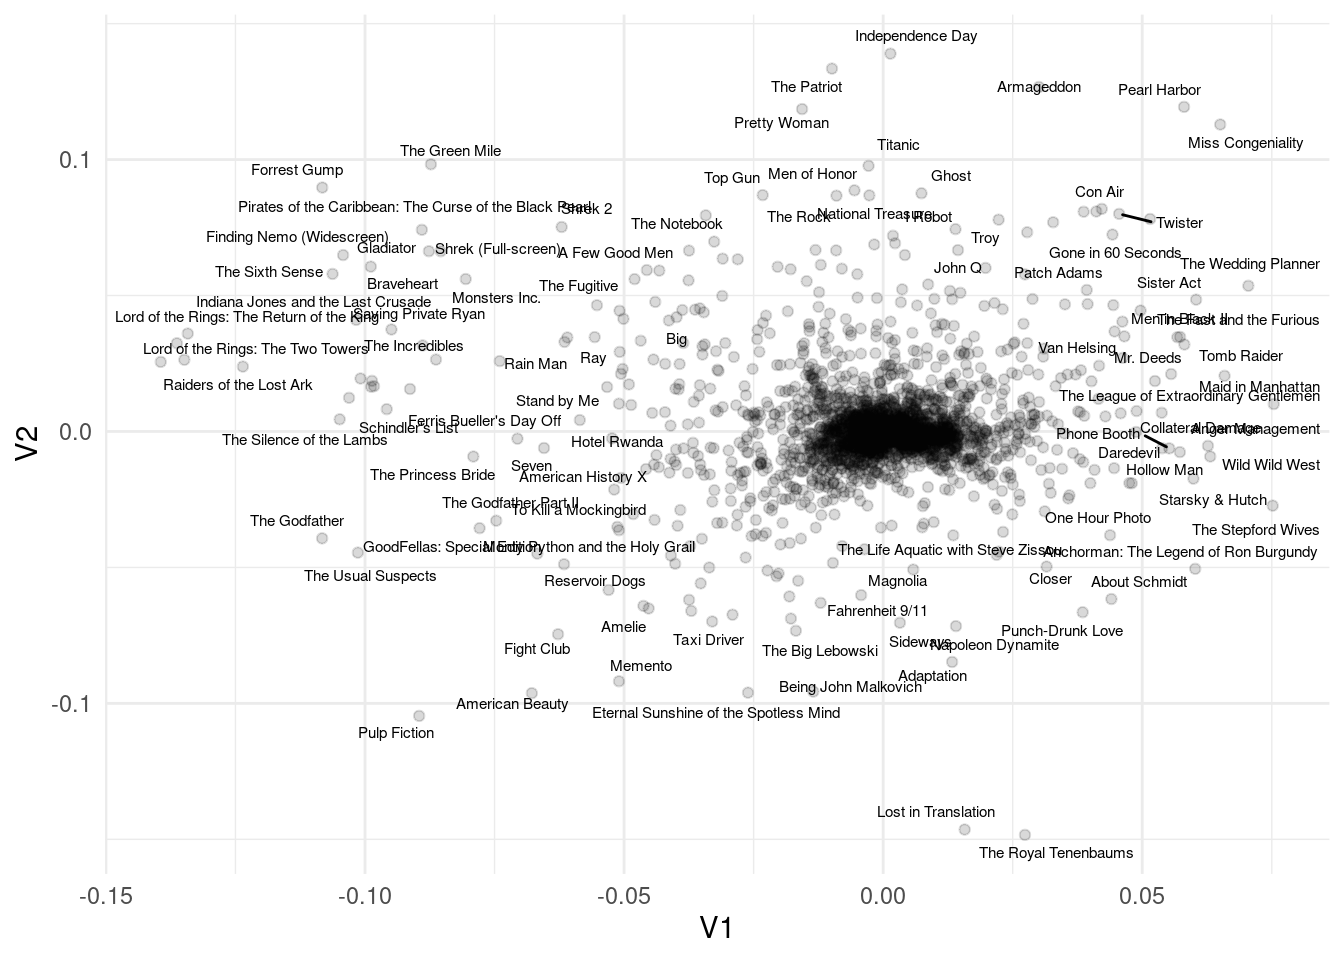 Independence Day
The Patriot
Armageddon
Pearl Harbor
Pretty Woman
Miss Congeniality
Titanic
The Green Mile
0.1
Forrest Gump
Top Gun
Men of Honor
Ghost
Con Air
Pirates of the Caribbean: The Curse of the Black Pearl
Shrek 2
The Notebook
The Rock
National Treasure
I Robot
Twister
Finding Nemo (Widescreen)
Gladiator
Shrek (Full-screen)
A Few Good Men
Troy
Gone in 60 Seconds
The Sixth Sense
Braveheart
Monsters Inc.
The Fugitive
John Q
Patch Adams
The Wedding Planner
Sister Act
Indiana Jones and the Last Crusade
Lord of the Rings: The Return of the King
Saving Private Ryan
Men in Black II
The Fast and the Furious
Lord of the Rings: The Two Towers
The Incredibles
Rain Man
Ray
Big
Van Helsing
Mr. Deeds
Tomb Raider
Raiders of the Lost Ark
Stand by Me
Maid in Manhattan
The League of Extraordinary Gentlemen
Ferris Bueller's Day Off
Schindler's List
0.0
The Silence of the Lambs
Hotel Rwanda
Phone Booth
Collateral Damage
Anger Management
Daredevil
The Princess Bride
Seven
American History X
Hollow Man
Wild Wild West
The Godfather Part II
To Kill a Mockingbird
Starsky & Hutch
The Godfather
One Hour Photo
The Stepford Wives
GoodFellas: Special Edition
Monty Python and the Holy Grail
The Life Aquatic with Steve Zissou
Anchorman: The Legend of Ron Burgundy
The Usual Suspects
Reservoir Dogs
Magnolia
Closer
About Schmidt
Amelie
Taxi Driver
Fahrenheit 9/11
Punch-Drunk Love
Fight Club
The Big Lebowski
Sideways
Napoleon Dynamite
Memento
Adaptation
Being John Malkovich
American Beauty
Eternal Sunshine of the Spotless Mind
-0.1
Pulp Fiction
Lost in Translation
The Royal Tenenbaums
V2
-0.15
-0.10
-0.05
0.00
0.05
V1